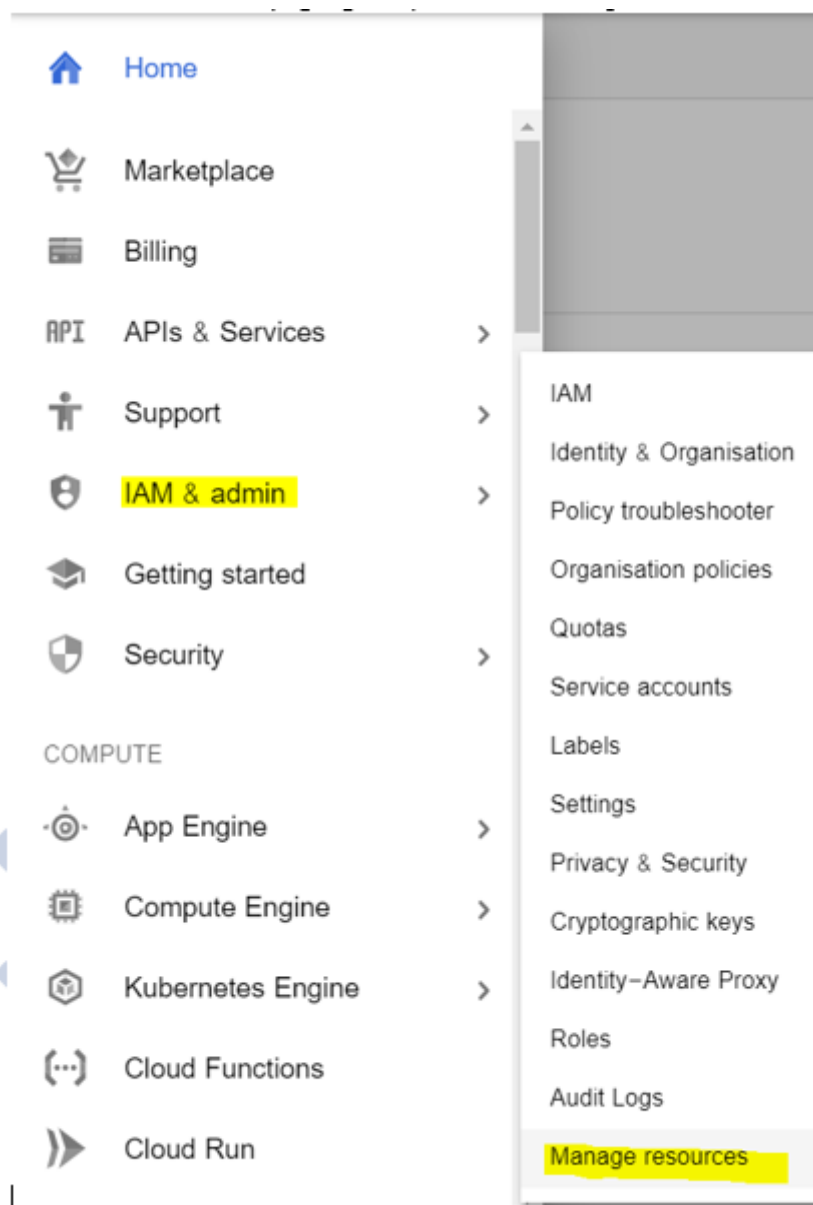 Home
Marketplace
Billing
API APIs & Services
Support
IAM & admin
Getting started
Security
COMPUTE
App Engine
Compute Engine
Kubernetes Engine
Cloud Functions
Cloud Run
IAM
Identity & Organisation
Policy troubleshooter
Organisation policies
Quotas
Service accounts
Labels
Settings
Privacy & Security
Cryptographic keys
Identity-Aware Proxy
Roles
Audit Logs
Manage resources